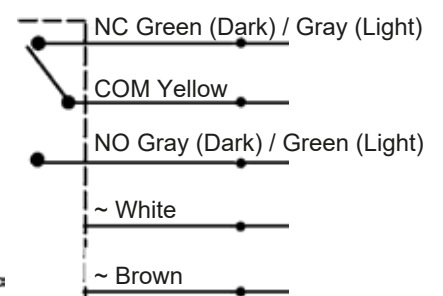 NC Green (Dark) / Gray (Light)
COM Yellow
NO Gray (Dark) / Green (Light)
~ White
~ Brown